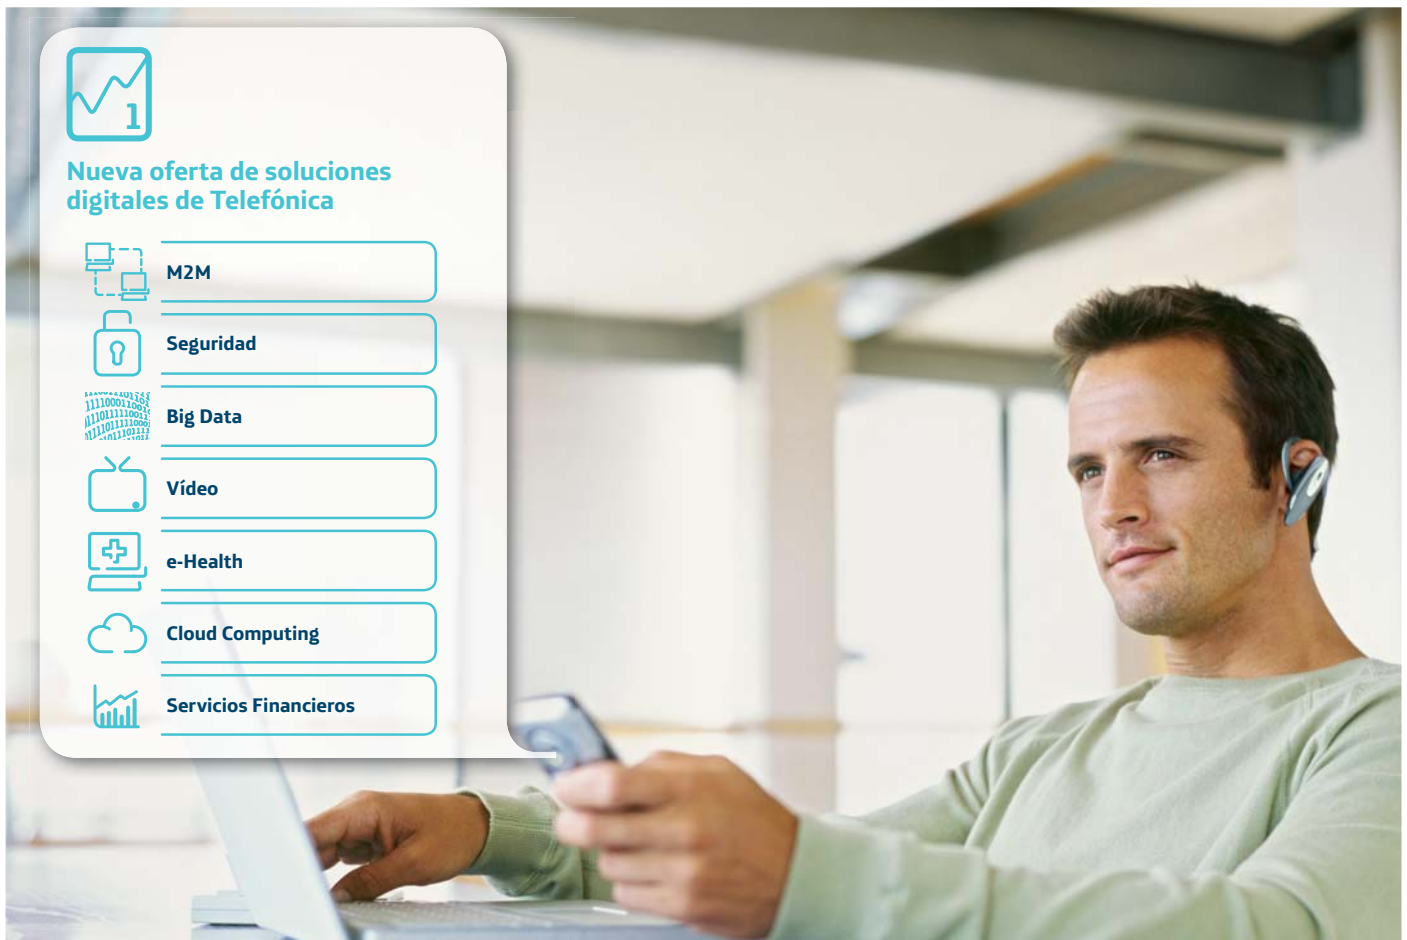 1
Nueva oferta de soluciones
digitales de Telefónica
M2M
Seguridad
Big Data
Vídeo
e-Health
Cloud Computing
Servicios Financieros